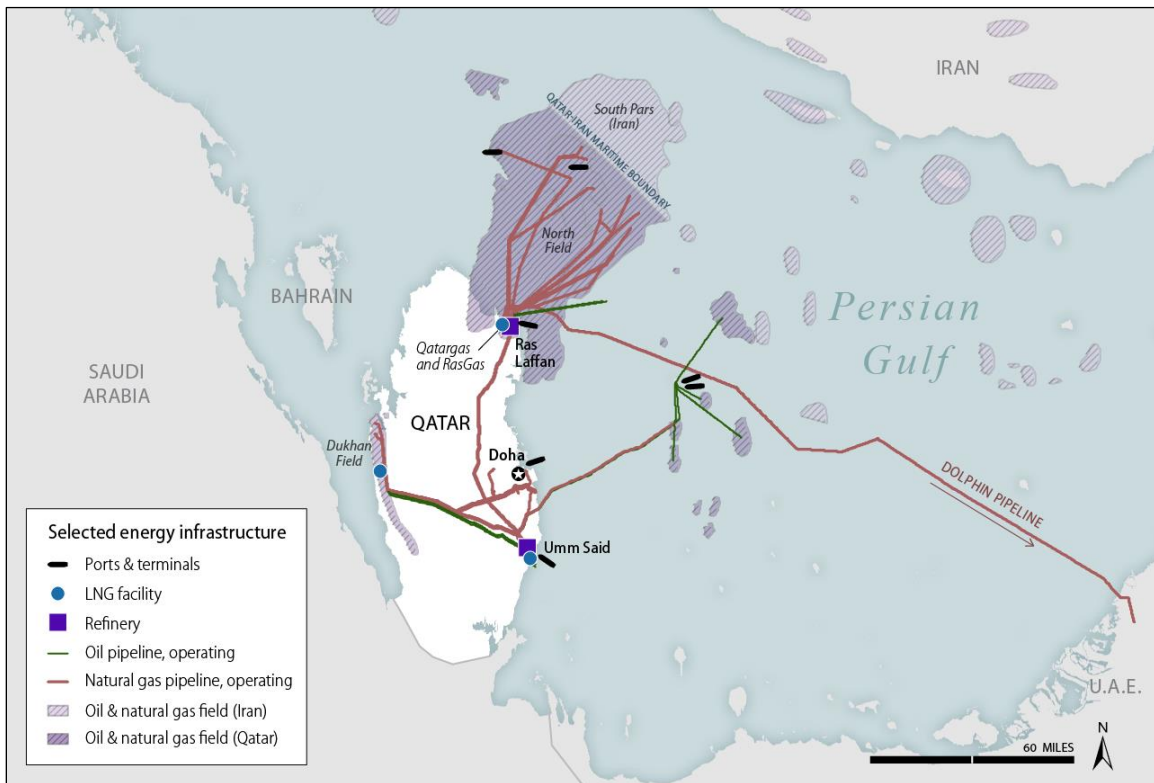 IRAN
South Pars
(Iran)
QATAR-IRAN MARITIME BOUNDARY
North
Field
BAHRAIN
Persian
Gulf
Qatargas
and RasGas
Ras
Laffan
SAUDI
ARABIA
QATAR
Dukhan
Field
Doha
DOLPHIN PIPELINE
Umm Said
U.A.E.
Selected energy infrastructure
Ports & terminals
LNG facility
Refinery
Oil pipeline, operating
Natural gas pipeline, operating
Oil & natural gas field (Iran)
Oil & natural gas field (Qatar)
60 MILES
N